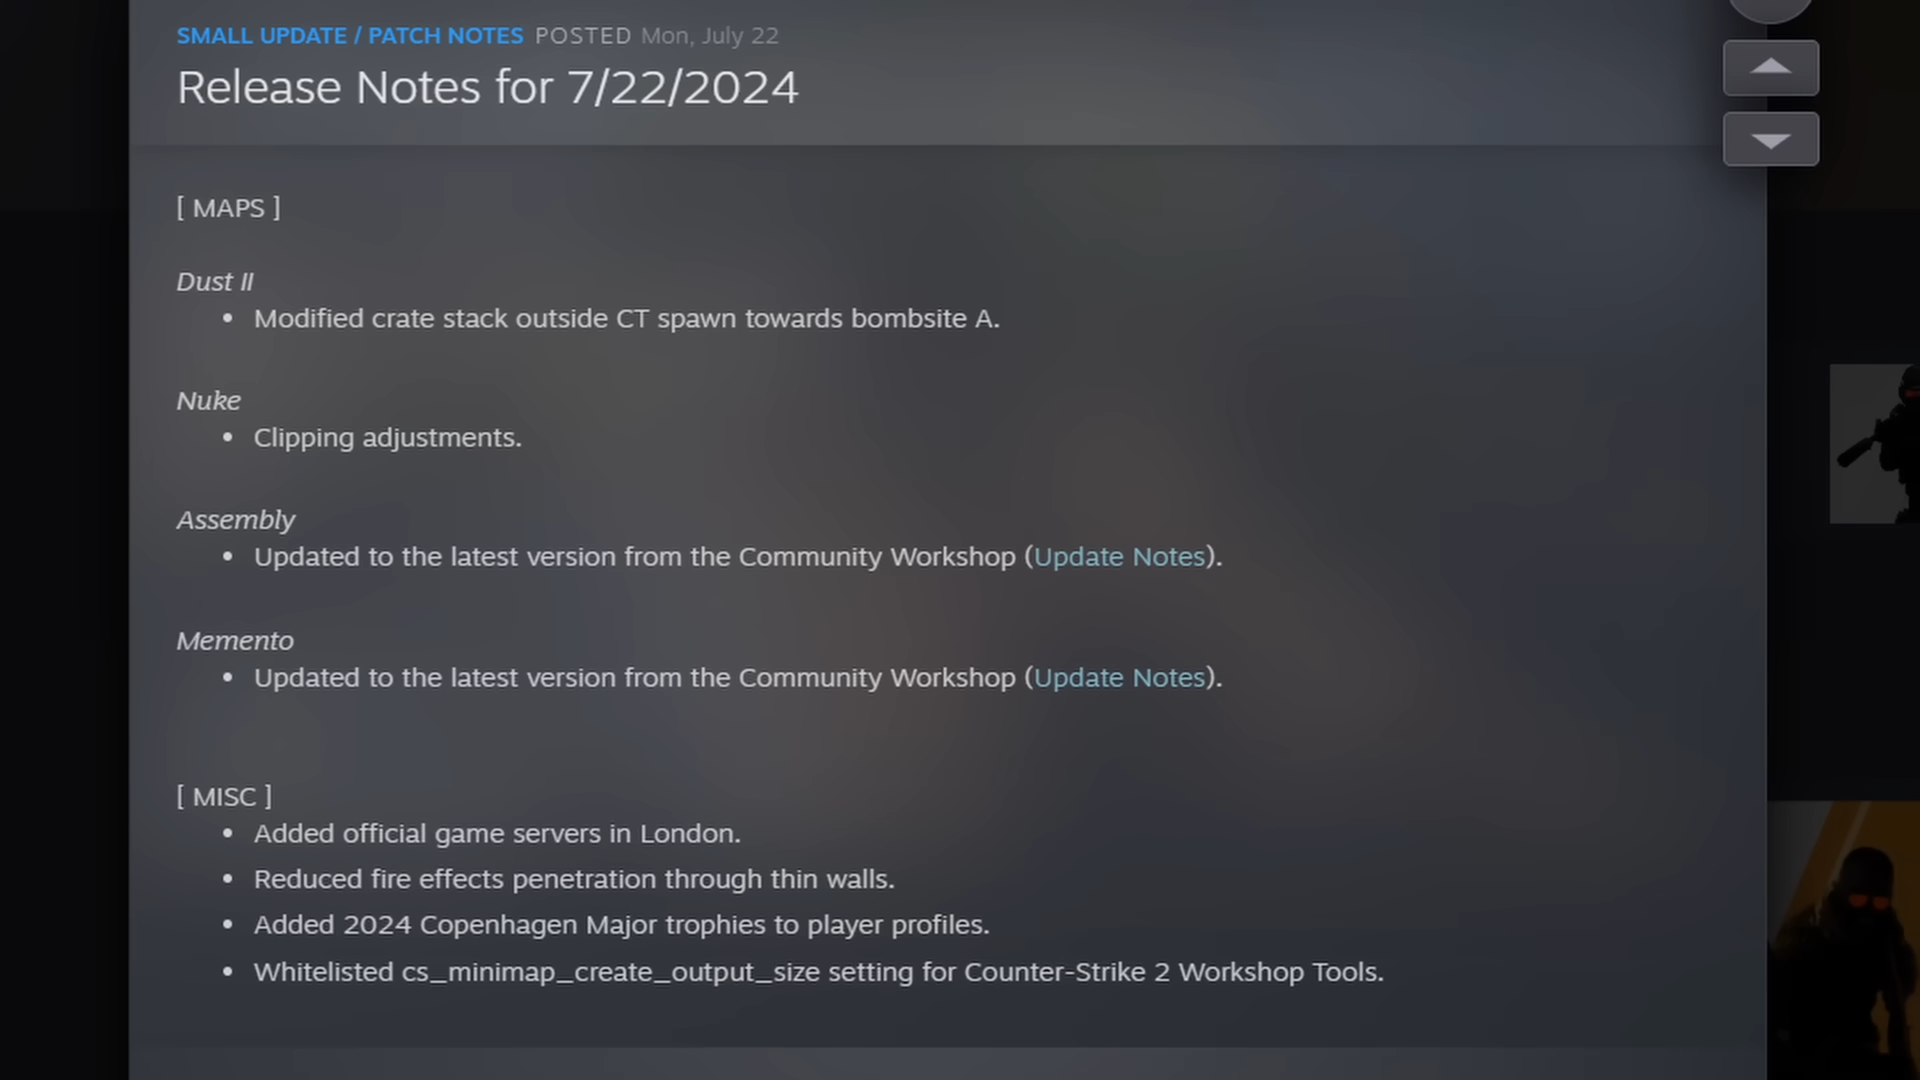 SMALL UPDATE / PATCH NOTES POSTED Mon, July 22
Release Notes for 7/22/2024
[ MAPS ]
Dust II
• Modified crate stack outside CT spawn towards bombsite A.
Nuke
• Clipping adjustments.
Assembly
• Updated to the latest version from the Community Workshop (Update Notes).
Memento
• Updated to the latest version from the Community Workshop (Update Notes).
[ MISC ]
• Added official game servers in London.
• Reduced fire effects penetration through thin walls.
• Added 2024 Copenhagen Major trophies to player profiles.
• Whitelisted cs_minimap_create_output_size setting for Counter-Strike 2 Workshop Tools.